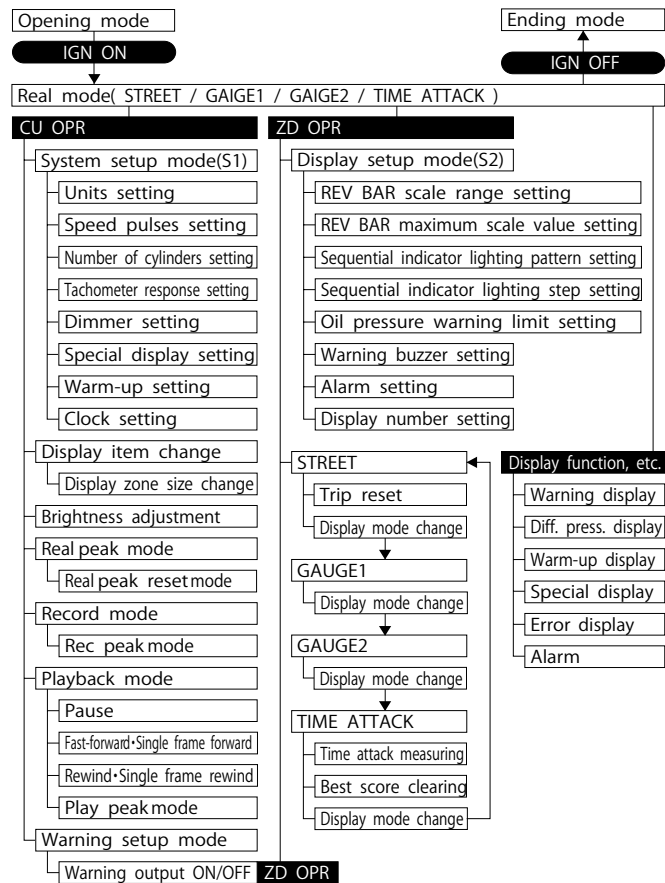 Opening mode
Ending mode
IGN ON
IGN OFF
Real mode( STREET / GAIGE1 / GAIGE2 / TIME ATTACK )
CU OPR
System setup mode(S1)
Units setting
Speed pulses setting
Number of cylinders setting
Tachometer response setting
Dimmer setting
Special display setting
Warm-up setting
Clock setting
Display item change
Display zone size change
Brightness adjustment
Real peak mode
Real peak reset mode
Record mode
Rec peak mode
Playback mode
Pause
Fast-forward・Single frame forward
Rewind・Single frame rewind
Play peak mode
Warning setup mode
Warning output ON/OFF
ZD OPR
Display setup mode(S2)
REV BAR scale range setting
REV BAR maximum scale value setting
Sequential indicator lighting pattern setting
Sequential indicator lighting step setting
Oil pressure warning limit setting
Warning buzzer setting
Alarm setting
Display number setting
STREET
Trip reset
Display mode change
GAUGE1
Display mode change
GAUGE2
Display mode change
TIME ATTACK
Time attack measuring
Best score clearing
Display mode change
ZD OPR
Display function, etc.
Warning display
Diff. press. display
Warm-up display
Special display
Error display
Alarm